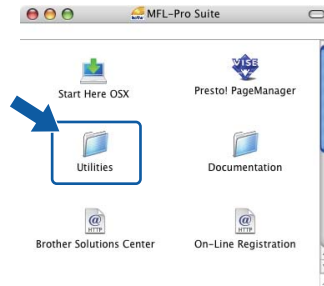 MFL-Pro Suite
Start Here OSX
Presto! PageManager
Utilities
Documentation
Brother Solutions Center
On-Line Registration